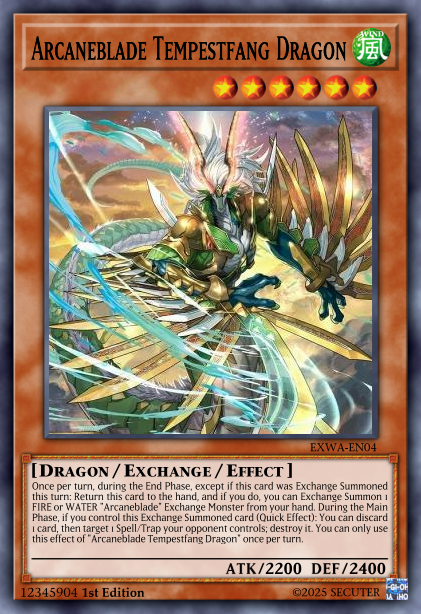 ARCANEBLADE TEMPESTFANG DRAGON
WIND
風
EXWA-EN04
[DRAGON / EXCHANGE / EFFECT]
Once per turn, during the End Phase, except if this card was Exchange Summoned
this turn: Return this card to the hand, and if you do, you can Exchange Summon 1
FIRE or WATER "Arcaneblade" Exchange Monster from your hand. During the Main
Phase, if you control this Exchange Summoned card (Quick Effect): You can discard
1 card, then target 1 Spell/Trap your opponent controls; destroy it. You can only use
this effect of "Arcaneblade Tempestfang Dragon" once per turn.
ATK/2200 DEF/2400
12345904 1st Edition
©2025 SECUTER